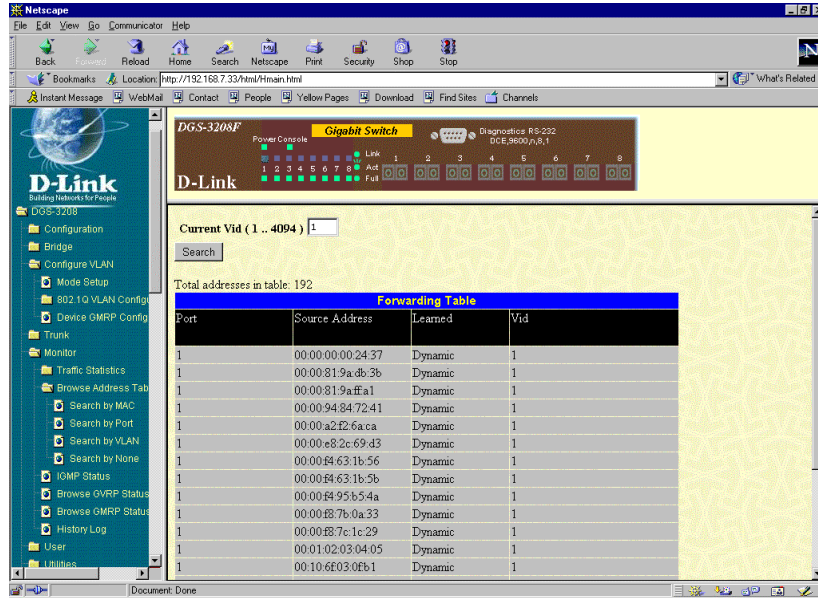 Netscape
File Edit View Go Communicator Help
Back Forward Reload Home Search Netscape Print Security Shop Stop
Bookmarks Location: http://192.168.7.33/html/Hmain.html What's Related
Instant Message WebMail Contact People Yellow Pages Download Find Sites Channels
D-Link
Building Networks for People
DGS-3208
Configuration
Bridge
Configure VLAN
Mode Setup
802.1Q VLAN Configu
Device GMRP Config
Trunk
Monitor
Traffic Statistics
Browse Address Tab
Search by MAC
Search by Port
Search by VLAN
Search by None
IGMP Status
Browse GVRP Status
Browse GMRP Status
History Log
User
Utilities
DGS-3208F
Power Console
Gigabit Switch
Diagnostics RS-232
DCE,9600,n,8,1
Link
1 2 3 4 5 6 7 8 Act
Full
1 2 3 4 5 6 7 8
D-Link
Current Vid ( 1 .. 4094 ) 1
Search
Total addresses in table: 192
Forwarding Table
Port Source Address Learned Vid
1 00:00:00:00:24:37 Dynamic 1
1 00:00:81:9a:db:3b Dynamic 1
1 00:00:81:9a:ff:a1 Dynamic 1
1 00:00:94:84:72:41 Dynamic 1
1 00:00:a2:f2:6a:ca Dynamic 1
1 00:00:e8:2c:69:d3 Dynamic 1
1 00:00:f4:63:1b:56 Dynamic 1
1 00:00:f4:63:1b:5b Dynamic 1
1 00:00:f4:95:b5:4a Dynamic 1
1 00:00:f8:7b:0a:33 Dynamic 1
1 00:00:f8:7c:1c:29 Dynamic 1
1 00:01:02:03:04:05 Dynamic 1
1 00:10:6f:03:0f:b1 Dynamic 1
Document: Done